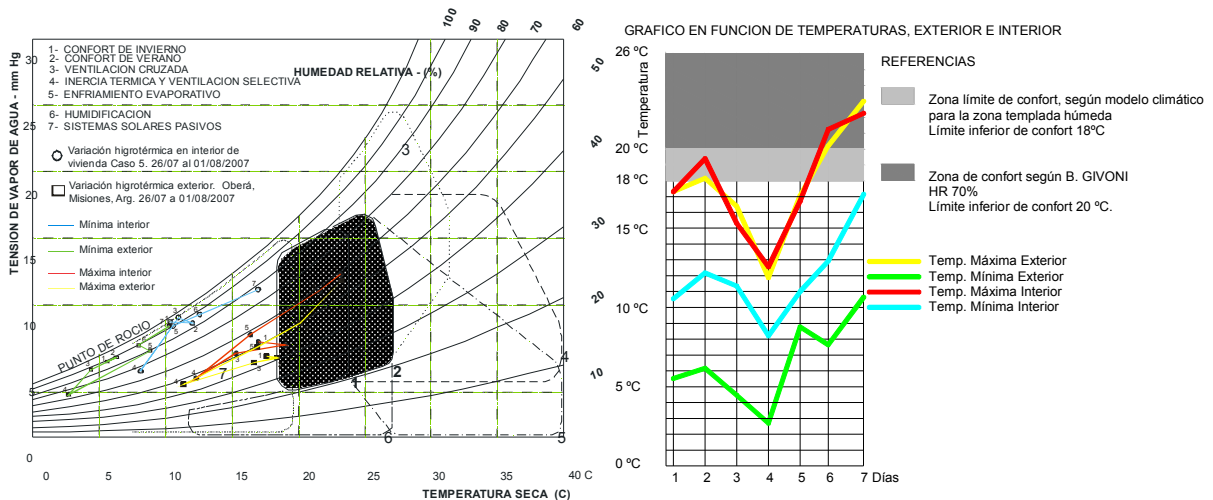 100
90
80
70
60
1- CONFORT DE INVIERNO
2- CONFORT DE VERANO
3- VENTILACION CRUZADA
4- INERCIA TERMICA Y VENTILACION SELECTIVA
5- ENFRIAMIENTO EVAPORATIVO
6- HUMIDIFICACION
7- SISTEMAS SOLARES PASIVOS
HUMEDAD RELATIVA - (%)
Variación higrotérmica en interior de
vivienda Caso 5. 26/07 al 01/08/2007
Variación higrotérmica exterior. Oberá,
Misiones, Arg. 26/07 a 01/08/2007
Mínima interior
Mínima exterior
Máxima interior
Máxima exterior
TENSION DE VAPOR DE AGUA - mm Hg
30
25
20
15
10
5
0
PUNTO DE ROCIO
3
7
1
2
4
6
5
50
40
30
20
10
0
5
10
15
20
25
30
35
40 C
TEMPERATURA SECA (C)
GRAFICO EN FUNCION DE TEMPERATURAS, EXTERIOR E INTERIOR
Temperatura
26 ºC
20 ºC
18 ºC
15 ºC
10 ºC
5 ºC
0 ºC
1
2
3
4
5
6
7 Días
REFERENCIAS
Zona límite de confort, según modelo climático
para la zona templada húmeda
Límite inferior de confort 18ºC
Zona de confort según B. GIVONI
HR 70%
Límite inferior de confort 20 ºC.
Temp. Máxima Exterior
Temp. Mínima Exterior
Temp. Máxima Interior
Temp. Mínima Interior